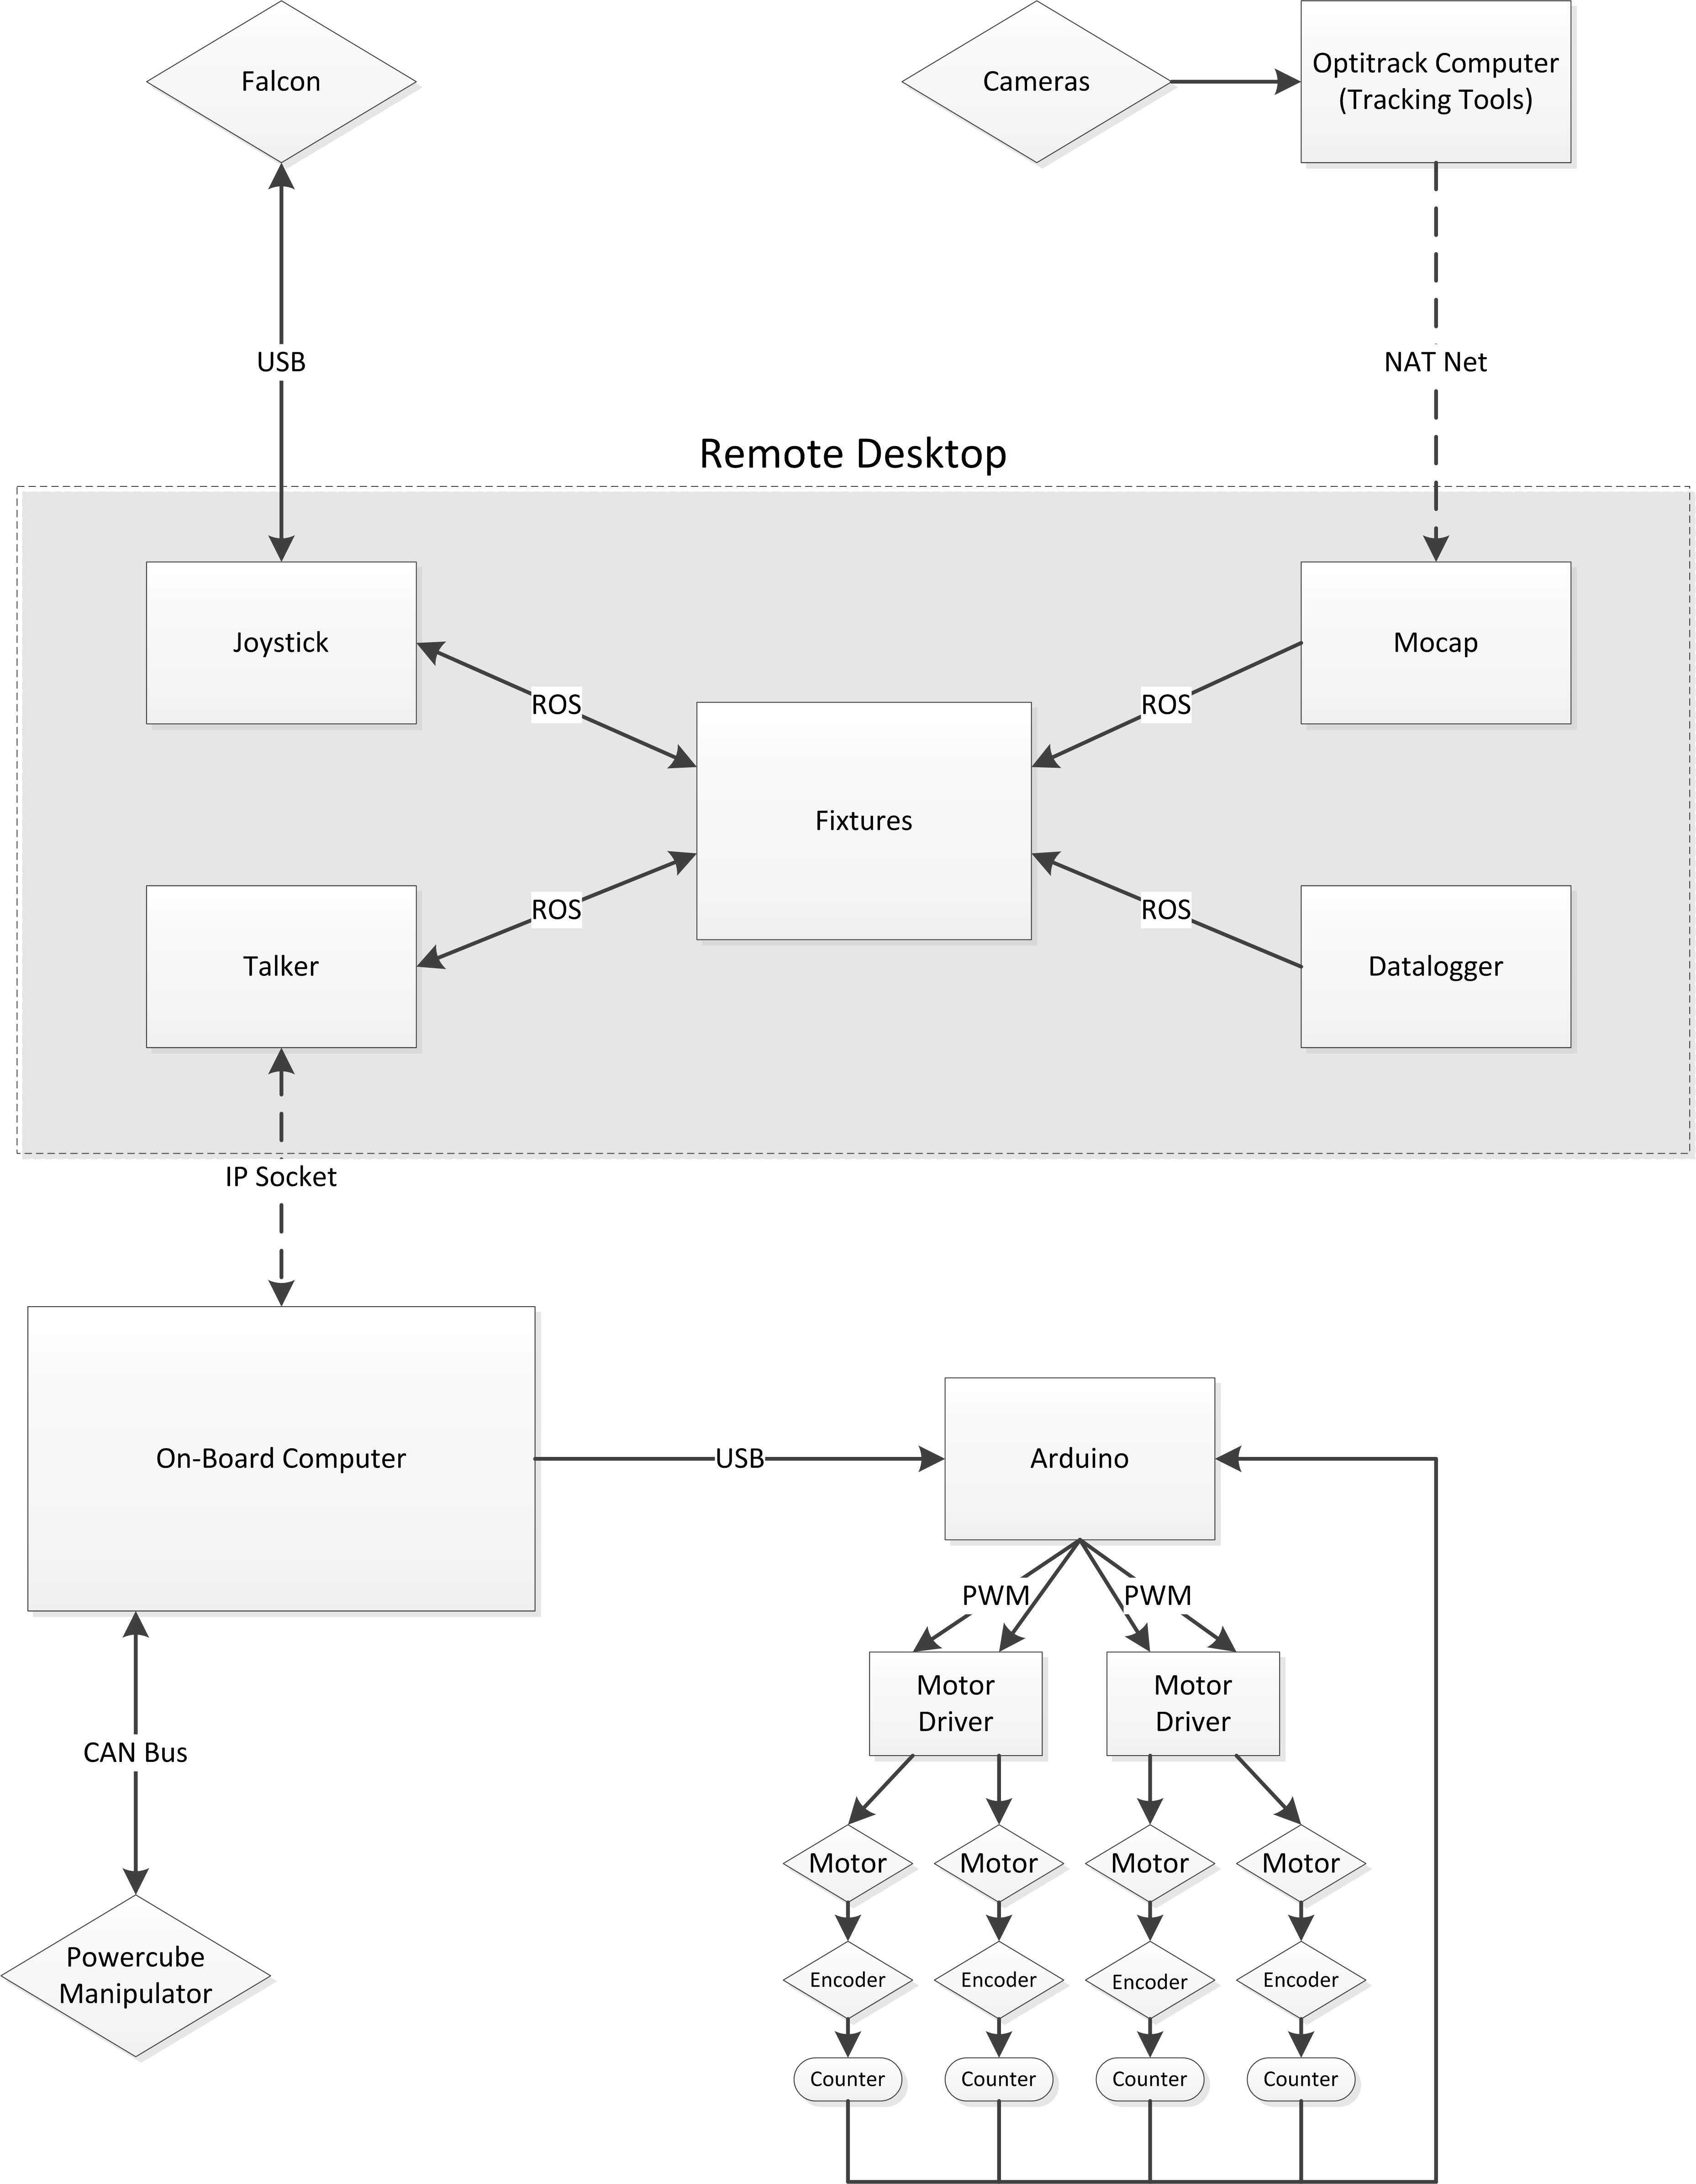 Falcon
Cameras
Optitrack Computer
(Tracking Tools)
USB
NAT Net
Remote Desktop
Joystick
Mocap
ROS
ROS
Fixtures
ROS
ROS
Talker
Datalogger
IP Socket
On-Board Computer
USB
Arduino
PWM
PWM
Motor
Driver
Motor
Driver
CAN Bus
Motor
Motor
Motor
Motor
Powercube
Manipulator
Encoder
Encoder
Encoder
Encoder
Counter
Counter
Counter
Counter